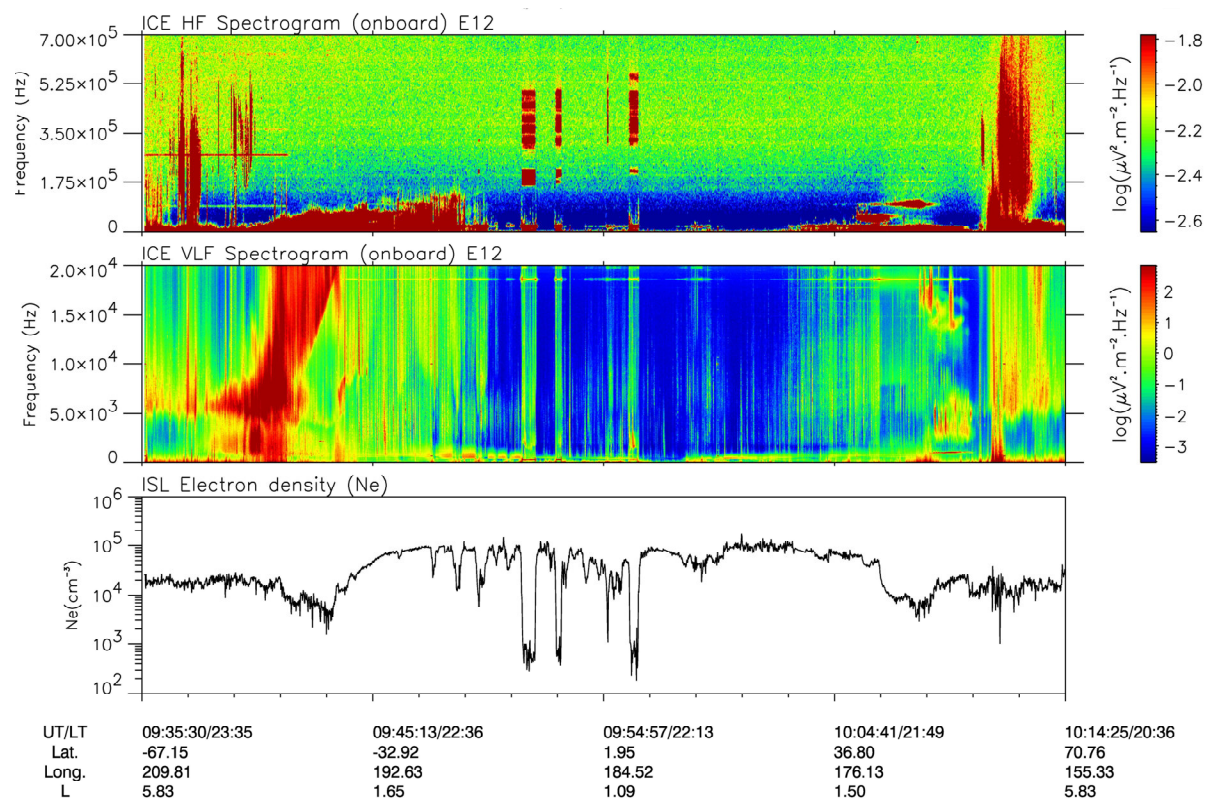 ICE HF Spectrogram (onboard) E12
7.00×10⁵
5.25×10⁵
3.50×10⁵
1.75×10⁵
0
Frequency (Hz)
−1.8
−2.0
−2.2
−2.4
−2.6
log(μV².m⁻².Hz⁻¹)
ICE VLF Spectrogram (onboard) E12
2.0×10⁴
1.5×10⁴
1.0×10⁴
5.0×10³
0
Frequency (Hz)
2
1
0
−1
−2
−3
log(μV².m⁻².Hz⁻¹)
ISL Electron density (Ne)
10⁶
10⁵
10⁴
10³
10²
Ne(cm⁻³)
UT/LT 09:35:30/23:35 09:45:13/22:36 09:54:57/22:13 10:04:41/21:49 10:14:25/20:36
Lat. -67.15 -32.92 1.95 36.80 70.76
Long. 209.81 192.63 184.52 176.13 155.33
L 5.83 1.65 1.09 1.50 5.83